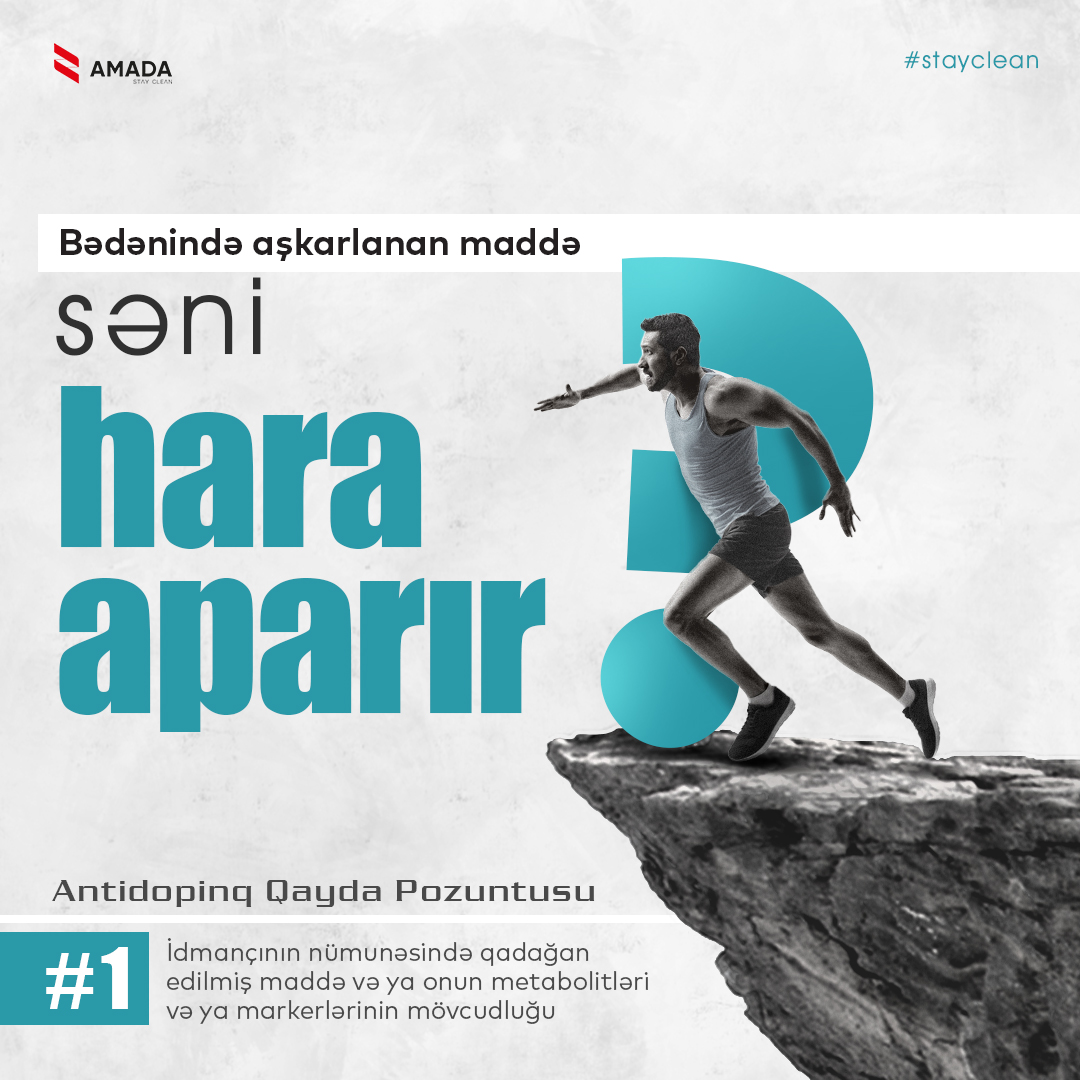 AMADA
STAY CLEAN
#stayclean
Bədənində aşkarlanan maddə
səni
hara
aparır
?
Antidopinq Qayda Pozuntusu
#1
İdmançının nümunəsində qadağan
edilmiş maddə və ya onun metabolitləri
və ya markerlərinin mövcudluğu